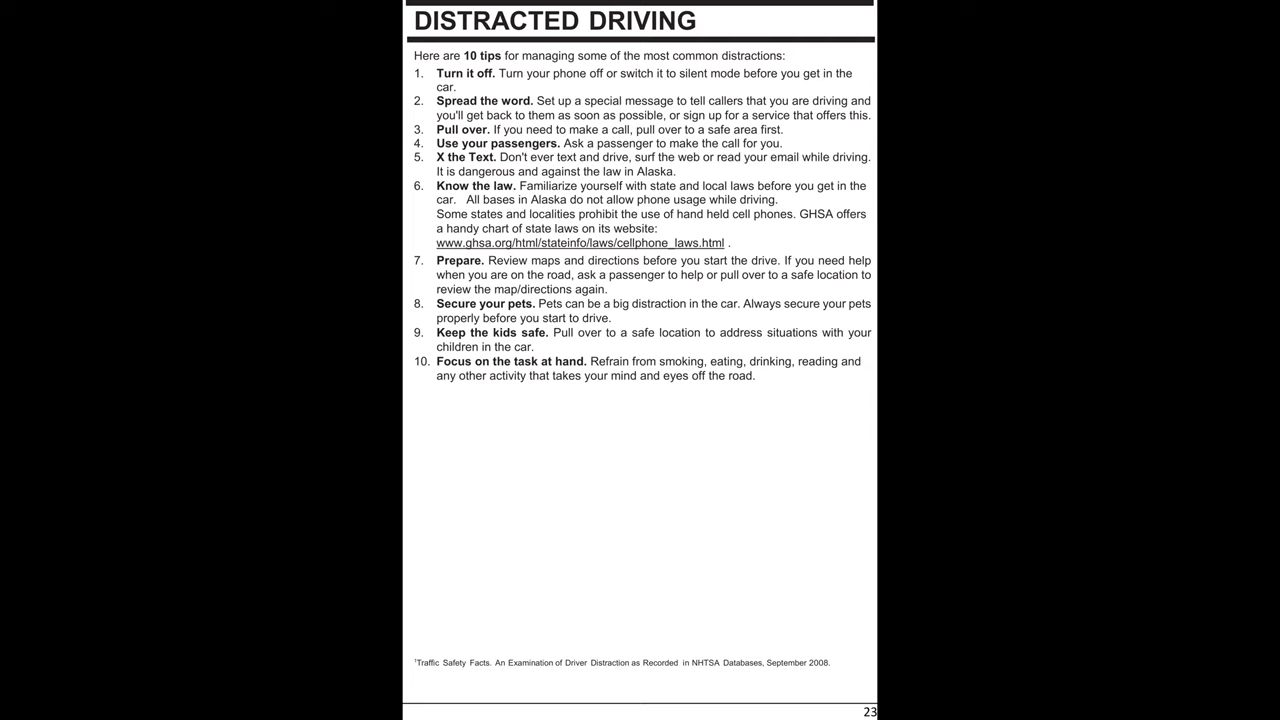 DISTRACTED DRIVING
Here are 10 tips for managing some of the most common distractions:
1. Turn it off. Turn your phone off or switch it to silent mode before you get in the
car.
2. Spread the word. Set up a special message to tell callers that you are driving and
you'll get back to them as soon as possible, or sign up for a service that offers this.
3. Pull over. If you need to make a call, pull over to a safe area first.
4. Use your passengers. Ask a passenger to make the call for you.
5. X the Text. Don't ever text and drive, surf the web or read your email while driving.
It is dangerous and against the law in Alaska.
6. Know the law. Familiarize yourself with state and local laws before you get in the
car. All bases in Alaska do not allow phone usage while driving.
Some states and localities prohibit the use of hand held cell phones. GHSA offers
a handy chart of state laws on its website:
www.ghsa.org/html/stateinfo/laws/cellphone_laws.html .
7. Prepare. Review maps and directions before you start the drive. If you need help
when you are on the road, ask a passenger to help or pull over to a safe location to
review the map/directions again.
8. Secure your pets. Pets can be a big distraction in the car. Always secure your pets
properly before you start to drive.
9. Keep the kids safe. Pull over to a safe location to address situations with your
children in the car.
10. Focus on the task at hand. Refrain from smoking, eating, drinking, reading and
any other activity that takes your mind and eyes off the road.
1Traffic Safety Facts. An Examination of Driver Distraction as Recorded in NHTSA Databases, September 2008.
23